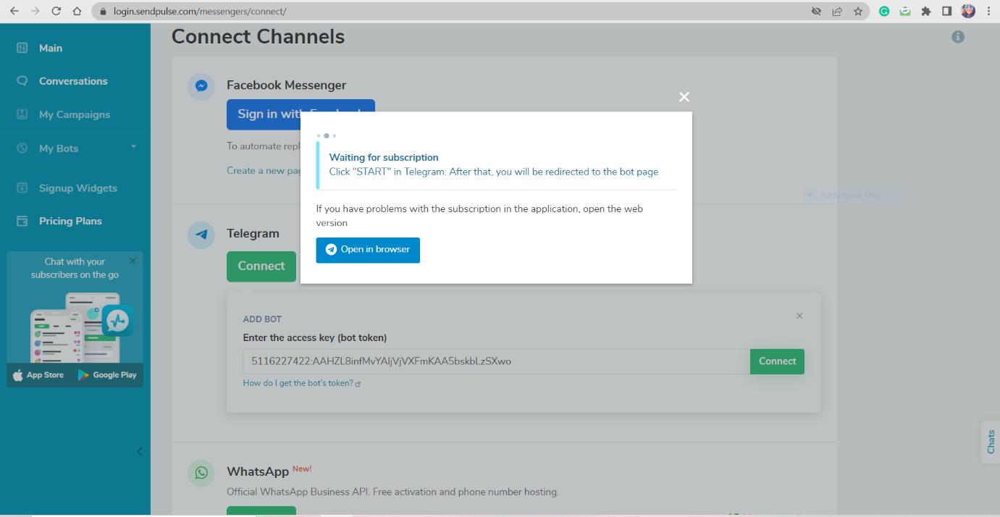 login.sendpulse.com/messengers/connect/
Main
Conversations
My Campaigns
My Bots
Signup Widgets
Pricing Plans
Chat with your
subscribers on the go
App Store
Google Play
Connect Channels
Facebook Messenger
Sign in with
To automate repl
Create a new pag
Waiting for subscription
Click "START" in Telegram. After that, you will be redirected to the bot page
If you have problems with the subscription in the application, open the web
version
Open in browser
Rectangular Snip
Telegram
Connect
ADD BOT
Enter the access key (bot token)
5116227422:AAHZL8infMvYAljVjVXFmKAA5bskbLzSXwo
Connect
How do I get the bot's token?
WhatsApp New!
Official WhatsApp Business API. Free activation and phone number hosting.
Chats